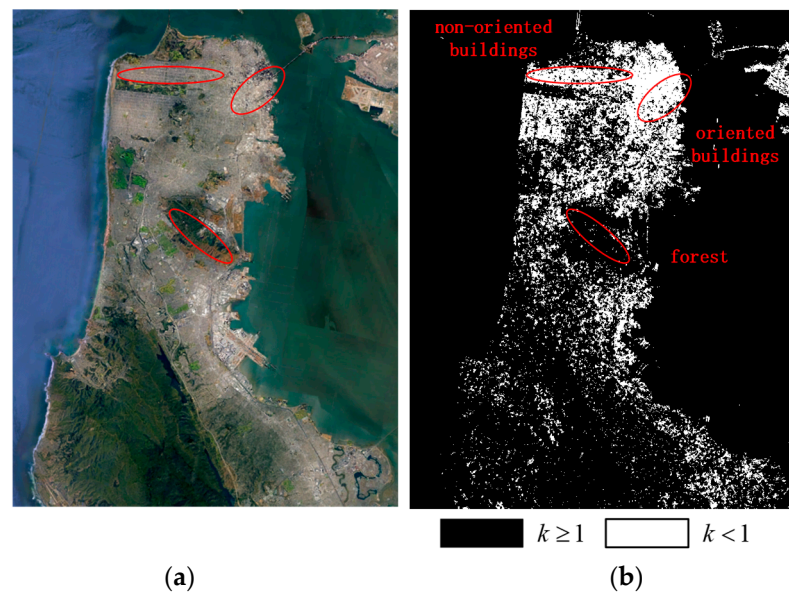 non-oriented
buildings
oriented
buildings
forest
k ≥ 1
k < 1
(a)
(b)